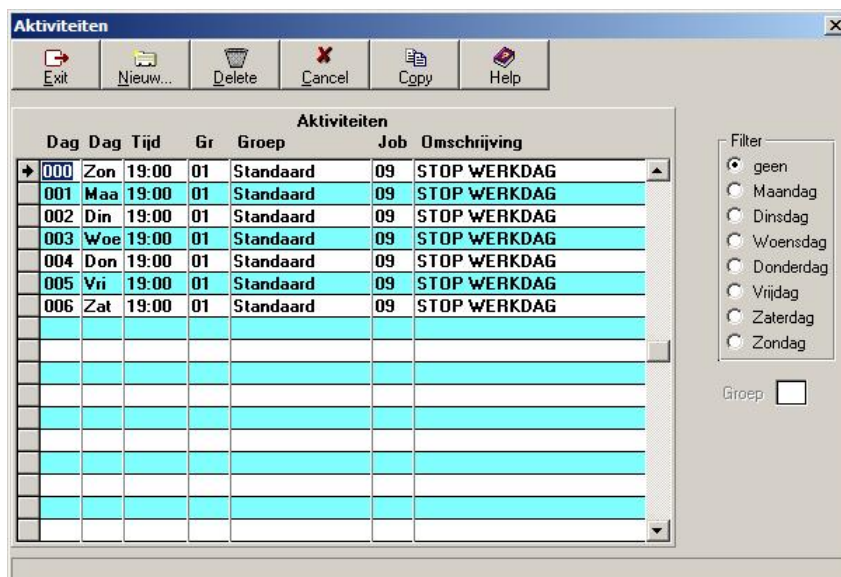 Aktiviteiten
Exit Nieuw... Delete Cancel Copy Help
Aktiviteiten
Dag Dag Tijd Gr Groep Job Omschrijving
000 Zon 19:00 01 Standaard 09 STOP WERKDAG
001 Maa 19:00 01 Standaard 09 STOP WERKDAG
002 Din 19:00 01 Standaard 09 STOP WERKDAG
003 Woe 19:00 01 Standaard 09 STOP WERKDAG
004 Don 19:00 01 Standaard 09 STOP WERKDAG
005 Vri 19:00 01 Standaard 09 STOP WERKDAG
006 Zat 19:00 01 Standaard 09 STOP WERKDAG
Filter
geen
Maandag
Dinsdag
Woensdag
Donderdag
Vrijdag
Zaterdag
Zondag
Groep